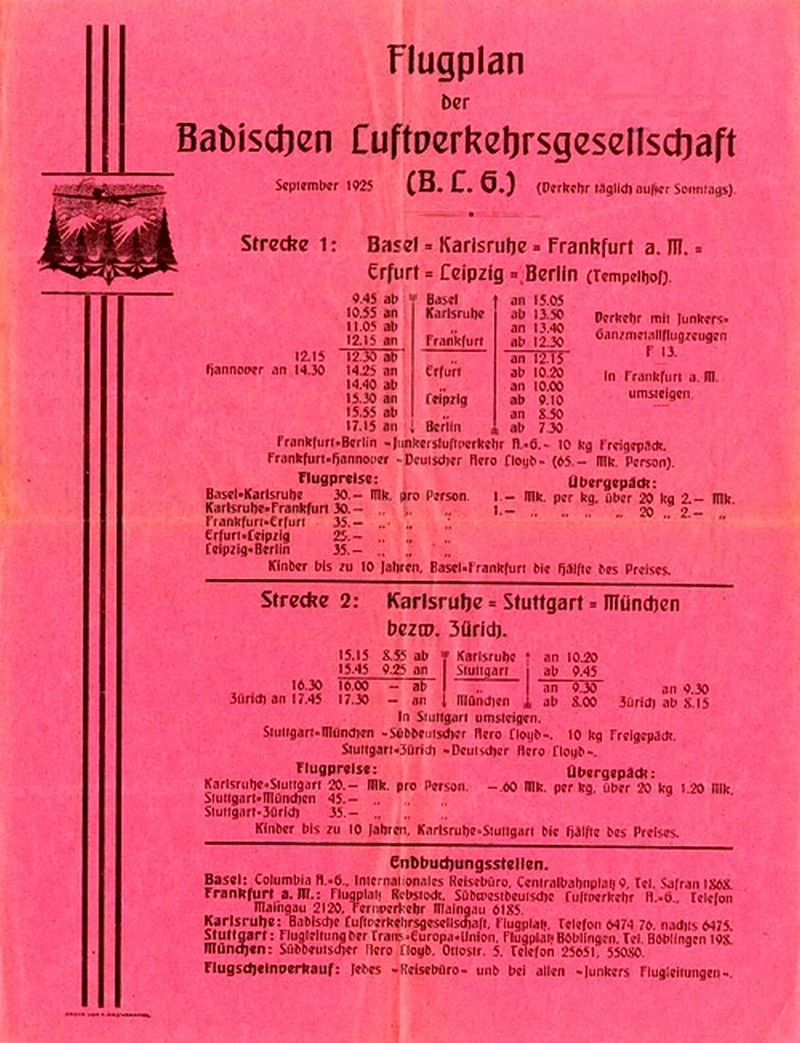 Flugplan
der
Badischen Luftverkehrsgesellschaft
September 1925 (B. L. G.) (Verkehr täglich außer Sonntags).
Strecke 1: Basel = Karlsruhe = Frankfurt a. M. =
Erfurt = Leipzig = Berlin (Tempelhof).
9.45 ab Basel an 15.05
10.55 an Karlsruhe ab 13.50
11.05 ab „ an 13.40
12.15 an Frankfurt ab 12.30
12.15 12.30 ab „ an 12.15
Hannover an 14.30 14.25 an Erfurt ab 10.20
14.40 ab „ an 10.00
15.30 an Leipzig ab 9.10
15.55 ab „ an 8.50
17.15 an Berlin ab 7.30
Verkehr mit Junkers=
Ganzmetallflugzeugen
F 13.
In Frankfurt a. M.
umsteigen.
Frankfurt=Berlin „Junkersluftverkehr A.=G.“ 10 kg Freigepäck.
Frankfurt=Hannover „Deutscher Aero Lloyd“ (65.— Mk. Person).
Flugpreise: Übergepäck:
Basel=Karlsruhe 30.— Mk. pro Person. 1.— Mk. per kg. über 20 kg 2.— Mk.
Karlsruhe=Frankfurt 30.— „ „ „ 1.— „ „ „ „ 20 „ 2.— „
Frankfurt=Erfurt 35.— „ „ „
Erfurt=Leipzig 25.— „ „ „
Leipzig=Berlin 35.— „ „ „
Kinder bis zu 10 Jahren, Basel=Frankfurt die Hälfte des Preises.
Strecke 2: Karlsruhe = Stuttgart = München
bezw. Zürich.
15.15 8.55 ab Karlsruhe an 10.20
15.45 9.25 an Stuttgart ab 9.45
16.30 16.00 — ab „ an 9.30 an 9.30
Zürich an 17.45 17.30 — an München ab 8.00 Zürich ab 8.15
In Stuttgart umsteigen.
Stuttgart=München „Süddeutscher Aero Lloyd“. 10 kg Freigepäck.
Stuttgart=Zürich „Deutscher Aero Lloyd“.
Flugpreise: Übergepäck:
Karlsruhe=Stuttgart 20.— Mk. pro Person. —.60 Mk. per kg. über 20 kg 1.20 Mk.
Stuttgart=München 45.— „ „ „
Stuttgart=Zürich 35.— „ „ „
Kinder bis zu 10 Jahren, Karlsruhe=Stuttgart die Hälfte des Preises.
Endbuchungsstellen.
Basel: Columbia A.=G., Internationales Reisebüro, Centralbahnplatz 9, Tel. Safran 1868.
Frankfurt a. M.: Flugplatz Rebstock, Südwestdeutsche Luftverkehr A.=G., Telefon
Maingau 2120, Fernverkehr Maingau 6185.
Karlsruhe: Badische Luftverkehrsgesellschaft, Flugplatz, Telefon 6474 76, nachts 6475.
Stuttgart: Flugleitung der Trans=Europa=Union, Flugplatz Böblingen, Tel. Böblingen 198.
München: Süddeutscher Aero Lloyd, Ottostr. 5, Telefon 25651, 55080.
Flugscheinverkauf: Jedes „Reisebüro“ und bei allen „Junkers Flugleitungen“.